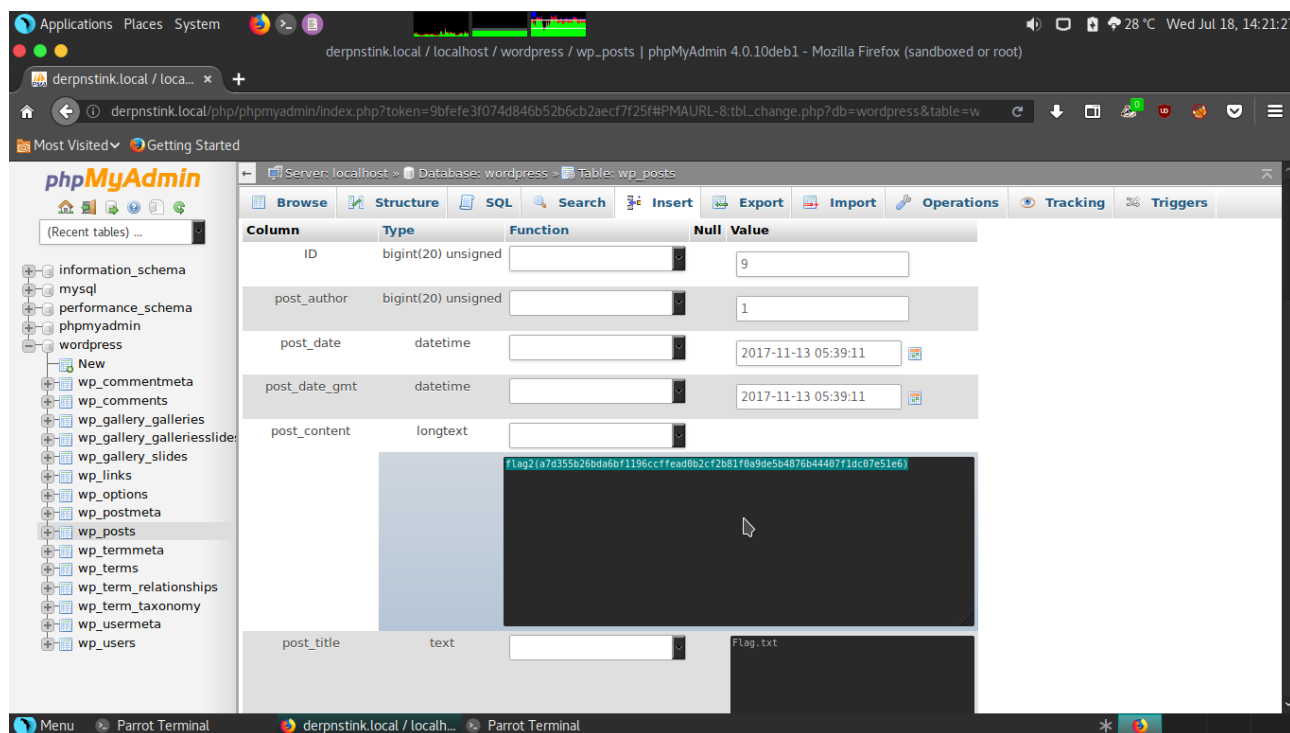 Applications Places System
28 °C Wed Jul 18, 14:21:27
derpnstink.local / localhost / wordpress / wp_posts | phpMyAdmin 4.0.10deb1 - Mozilla Firefox (sandboxed or root)
derpnstink.local / loca... × +
derpnstink.local/php/phpmyadmin/index.php?token=9bfefe3f074d846b52b6cb2aecf7f25f#PMAURL-8:tbl_change.php?db=wordpress&table=w
0
Most Visited Getting Started
phpMyAdmin
(Recent tables) ...
information_schema
mysql
performance_schema
phpmyadmin
wordpress
New
wp_commentmeta
wp_comments
wp_gallery_galleries
wp_gallery_galleriesslides
wp_gallery_slides
wp_links
wp_options
wp_postmeta
wp_posts
wp_termmeta
wp_terms
wp_term_relationships
wp_term_taxonomy
wp_usermeta
wp_users
Server: localhost » Database: wordpress » Table: wp_posts
Browse Structure SQL Search Insert Export Import Operations Tracking Triggers
Column Type Function Null Value
ID bigint(20) unsigned 9
post_author bigint(20) unsigned 1
post_date datetime 2017-11-13 05:39:11
post_date_gmt datetime 2017-11-13 05:39:11
post_content longtext
flag2(a7d355b26bda6bf1196ccffead0b2cf2b81f0a9de5b4876b44407f1dc07e51e6)
post_title text Flag.txt
Menu Parrot Terminal derpnstink.local / localh... Parrot Terminal